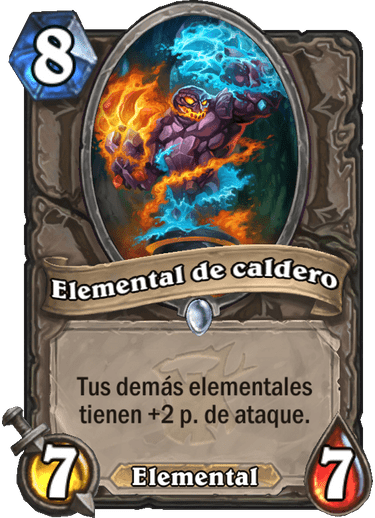 8
Elemental de caldero
Tus demás elementales
tienen +2 p. de ataque.
7
Elemental
7